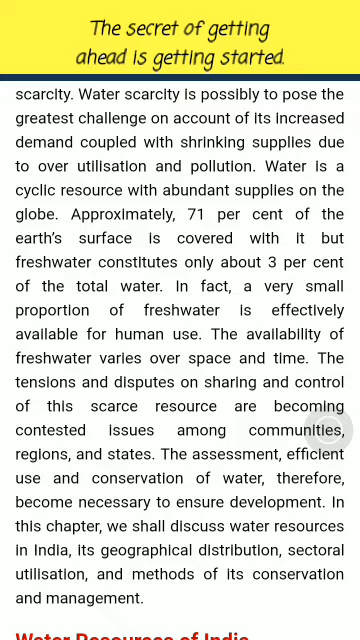 The secret of getting
ahead is getting started.
scarcity. Water scarcity is possibly to pose the
greatest challenge on account of its increased
demand coupled with shrinking supplies due
to over utilisation and pollution. Water is a
cyclic resource with abundant supplies on the
globe. Approximately, 71 per cent of the
earth's surface is covered with it but
freshwater constitutes only about 3 per cent
of the total water. In fact, a very small
proportion of freshwater is effectively
available for human use. The availability of
freshwater varies over space and time. The
tensions and disputes on sharing and control
of this scarce resource are becoming
contested issues among communities,
regions, and states. The assessment, efficient
use and conservation of water, therefore,
become necessary to ensure development. In
this chapter, we shall discuss water resources
in India, its geographical distribution, sectoral
utilisation, and methods of its conservation
and management.
Water Resources of India